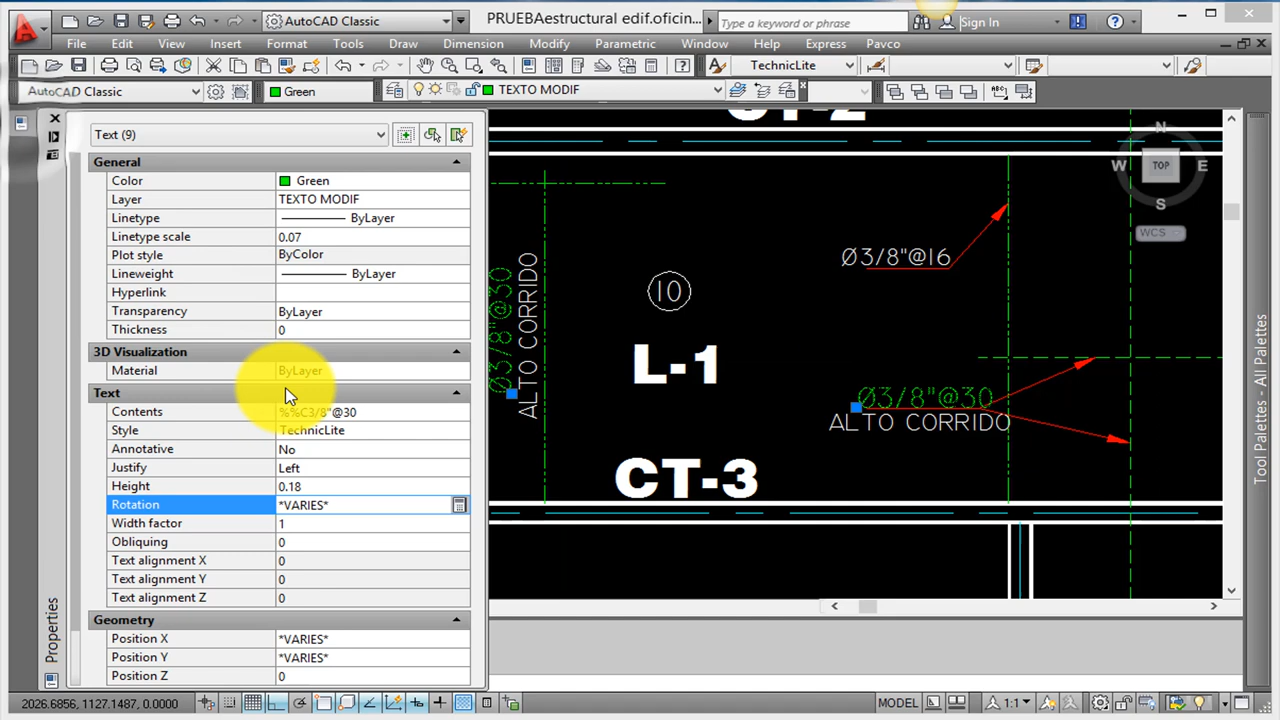 AutoCAD Classic
PRUEBAestructural edif.oficin...
Type a keyword or phrase
Sign In
File Edit View Insert Format Tools Draw Dimension Modify Parametric Window Help Express Pavco
TechnicLite
AutoCAD Classic
Green
TEXTO MODIF
Text (9)
General
Color Green
Layer TEXTO MODIF
Linetype ByLayer
Linetype scale 0.07
Plot style ByColor
Lineweight ByLayer
Hyperlink
Transparency ByLayer
Thickness 0
3D Visualization
Material ByLayer
Text
Contents %%C3/8"@30
Style TechnicLite
Annotative No
Justify Left
Height 0.18
Rotation *VARIES*
Width factor 1
Obliquing 0
Text alignment X 0
Text alignment Y 0
Text alignment Z 0
Geometry
Position X *VARIES*
Position Y *VARIES*
Position Z 0
Properties
CT-2
N
W TOP E
S
WCS
Ø3/8"@16
Ø3/8"@30
ALTO CORRIDO
10
L-1
Ø3/8"@30
ALTO CORRIDO
CT-3
Tool Palettes - All Palettes
2026.6856, 1127.1487, 0.0000
MODEL
1:1